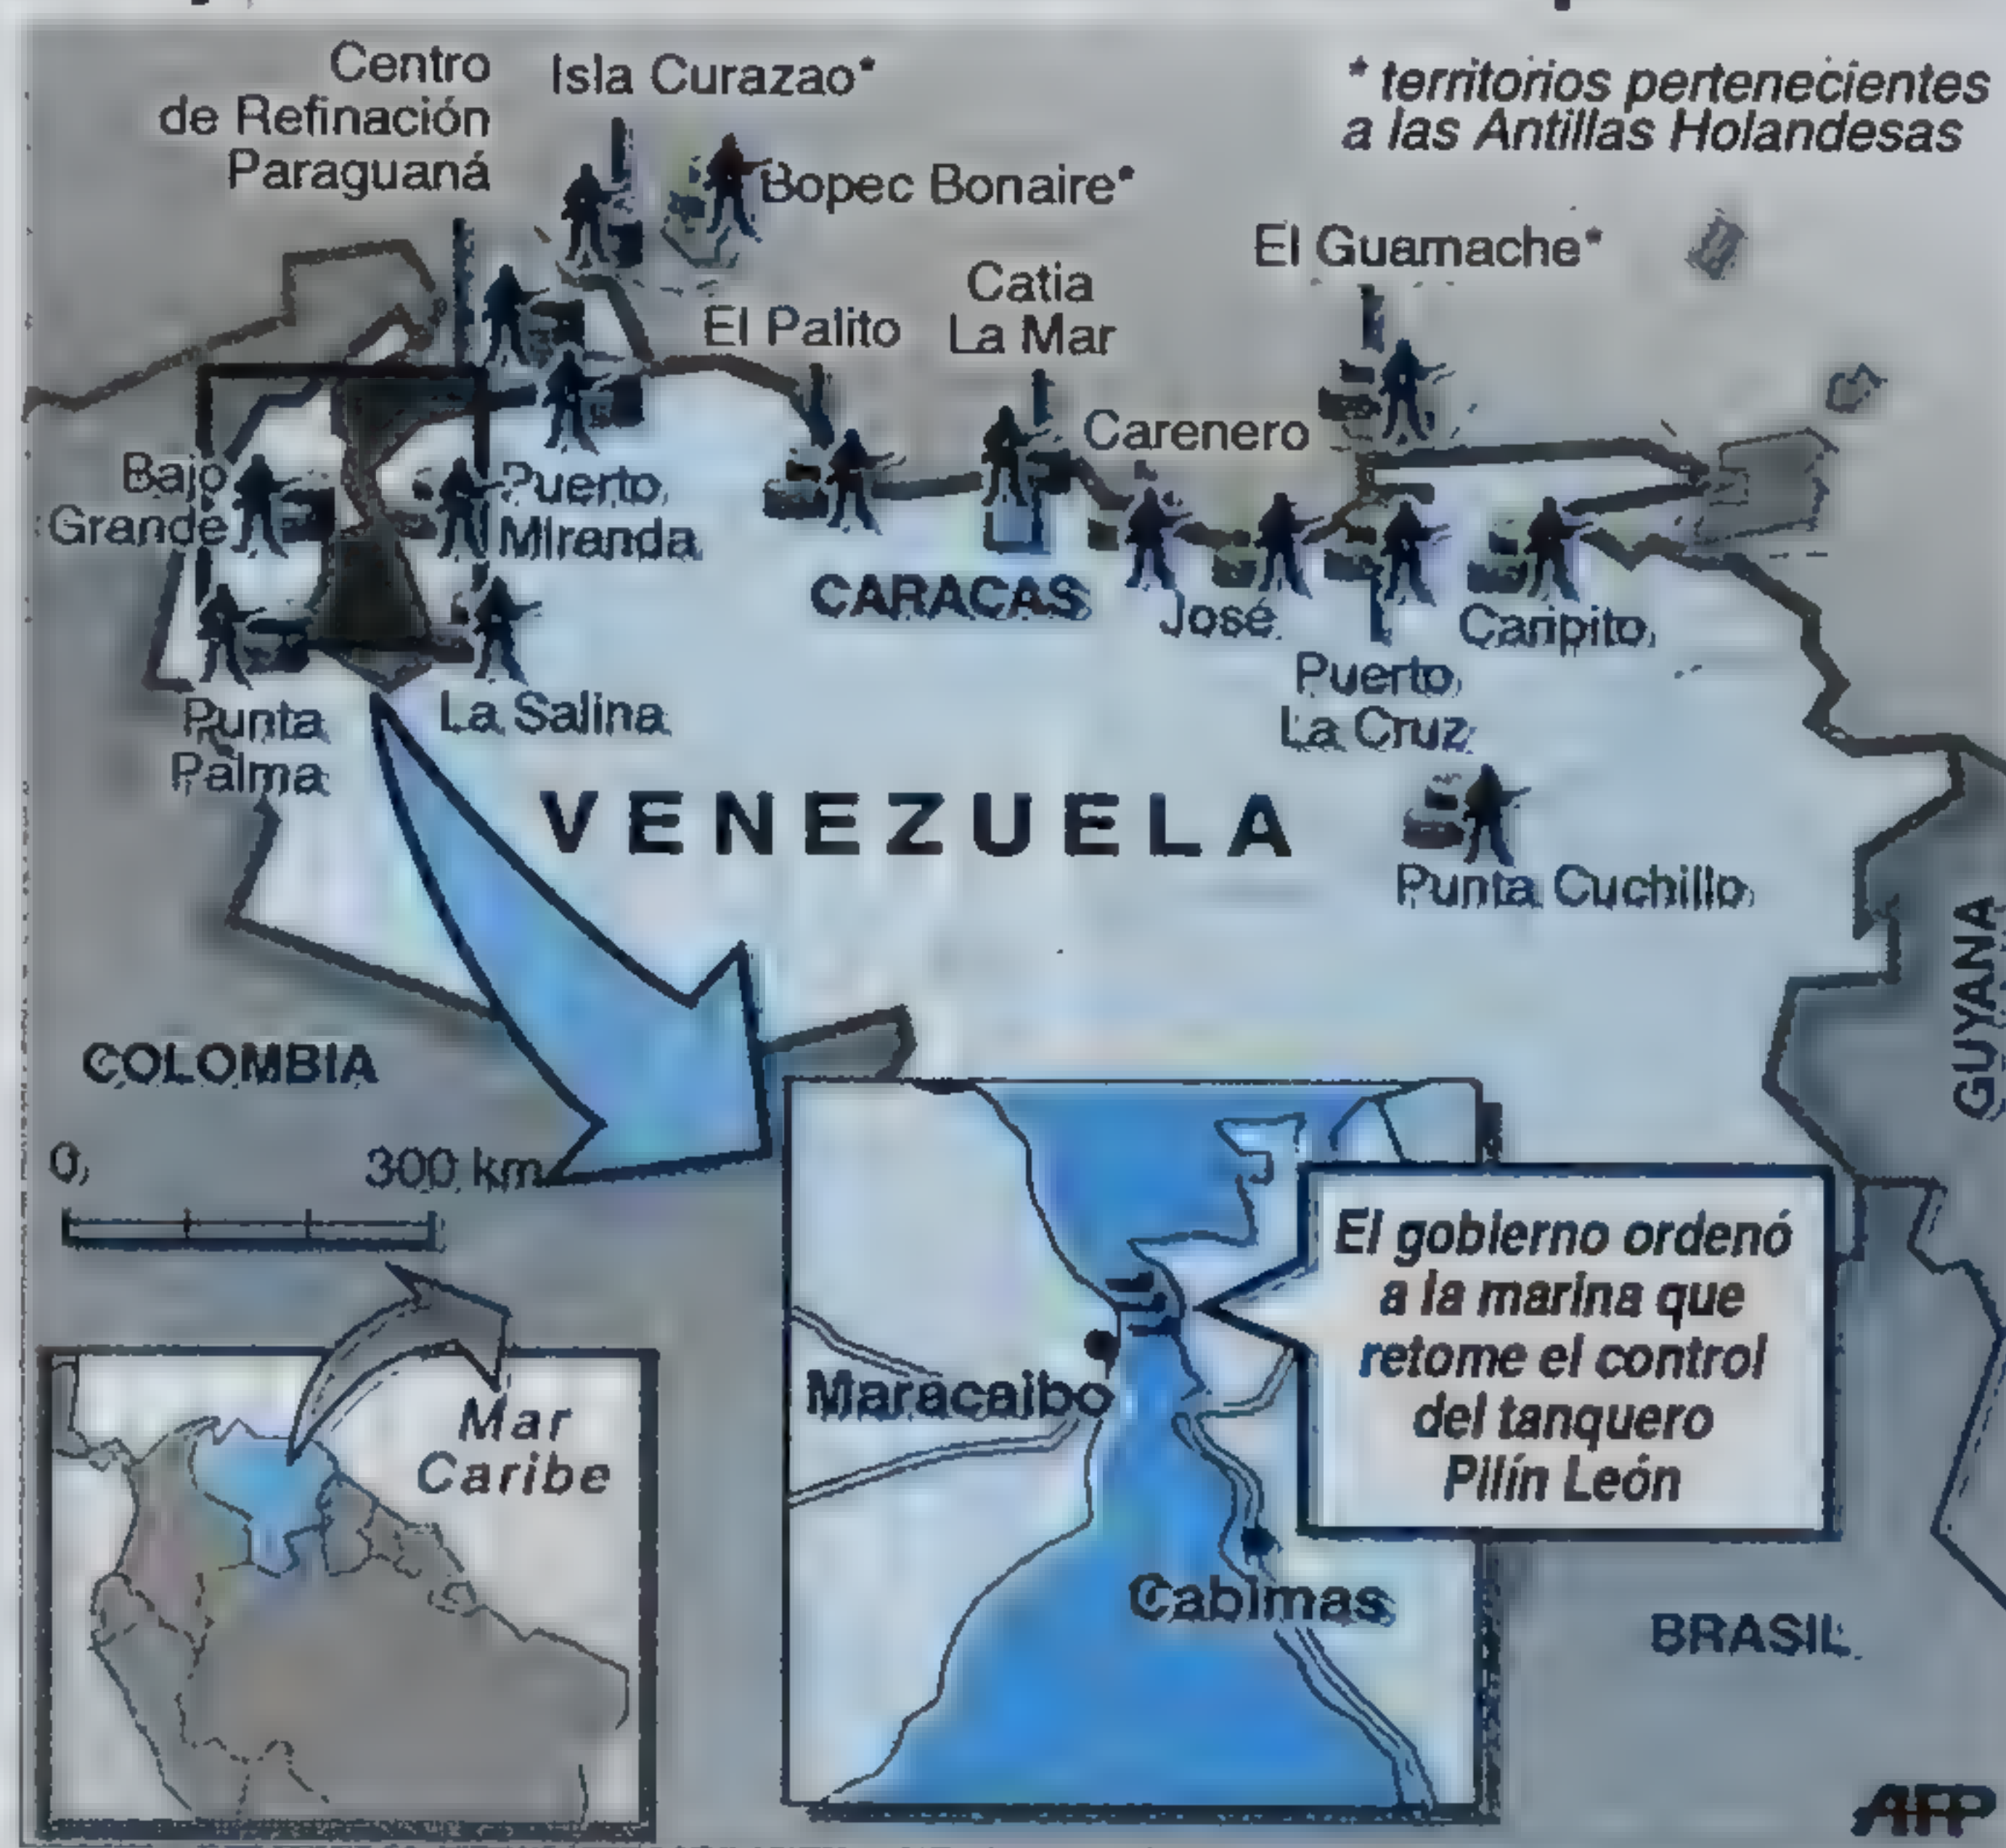 Centro
de Refinación
Paraguaná
Isla Curazao*
* territorios pertenecientes
a las Antillas Holandesas
Bopec Bonaire*
El Guamache*
Catia
La Mar
El Palito
Carenero
Bajo
Grande
Puerto
Miranda
CARACAS
José
Caripito
Puerto
La Cruz
Punta
Palma
La Salina
VENEZUELA
Punta Cuchillo
GUYANA
COLOMBIA
0
300 km
El gobierno ordenó
a la marina que
retome el control
del tanquero
Pilín León
Maracaibo
Mar
Caribe
Cabimas
BRASIL
AFP